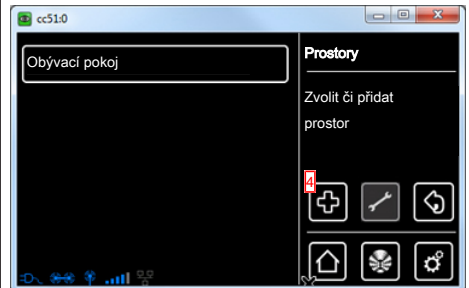 cc51:0
Obývací pokoj
Prostory
Zvolit či přidat
prostor
4